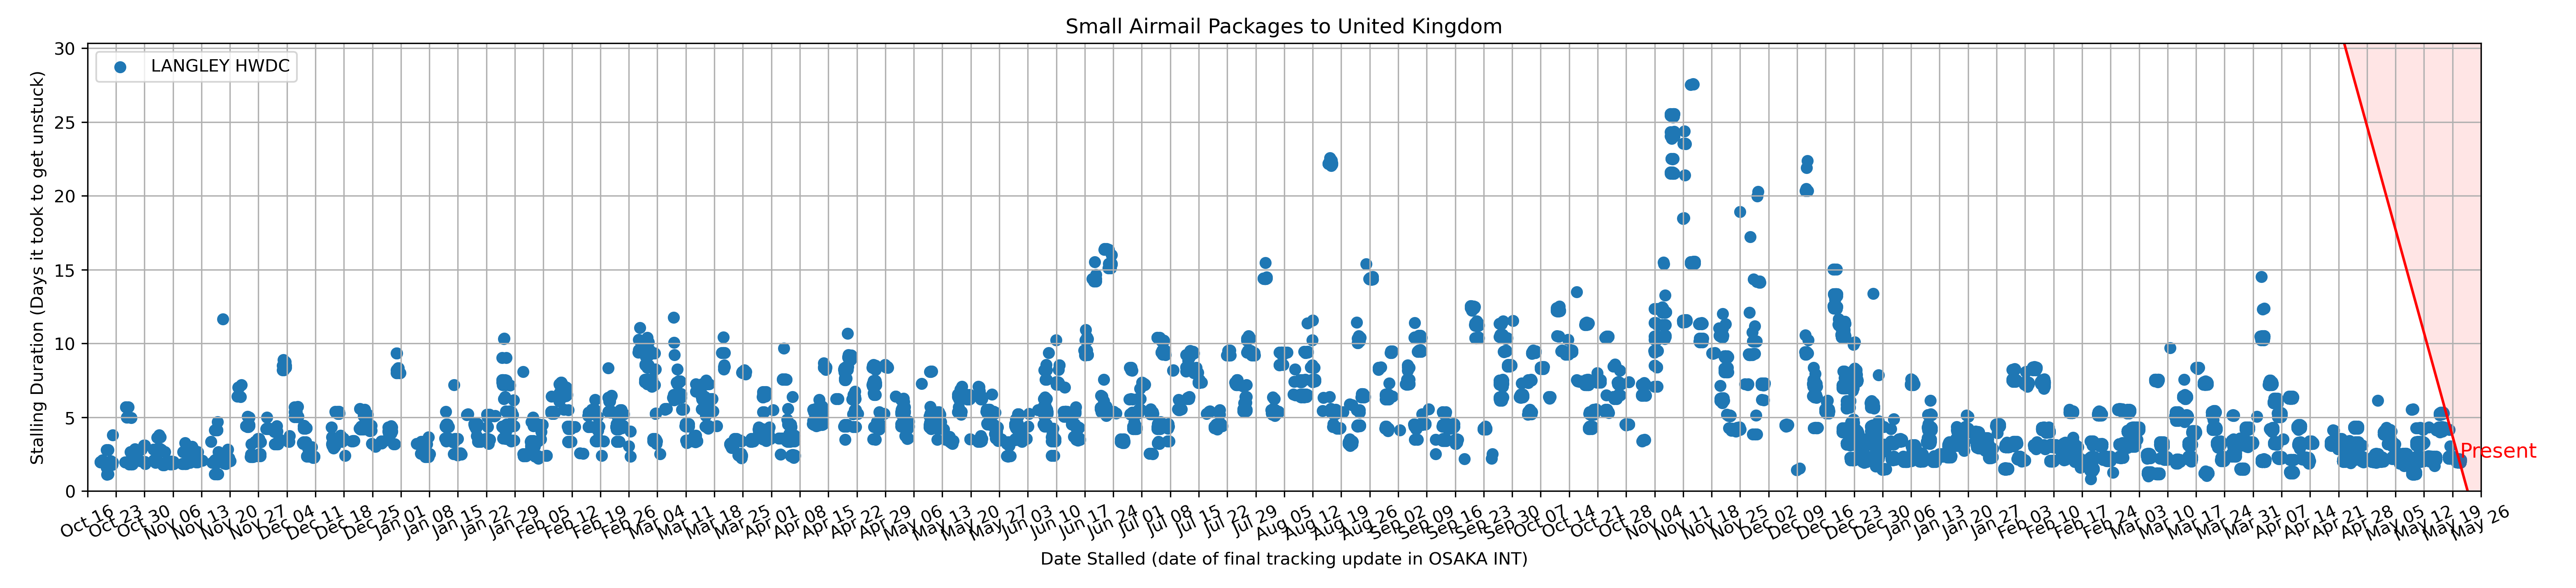 Small Airmail Packages to United Kingdom
LANGLEY HWDC
Stalling Duration (Days it took to get unstuck)
30
25
20
15
10
5
0
Present
Oct 16
Oct 23
Oct 30
Nov 06
Nov 13
Nov 20
Nov 27
Dec 04
Dec 11
Dec 18
Dec 25
Jan 01
Jan 08
Jan 15
Jan 22
Jan 29
Feb 05
Feb 12
Feb 19
Feb 26
Mar 04
Mar 11
Mar 18
Mar 25
Apr 01
Apr 08
Apr 15
Apr 22
Apr 29
May 06
May 13
May 20
May 27
Jun 03
Jun 10
Jun 17
Jun 24
Jul 01
Jul 08
Jul 15
Jul 22
Jul 29
Aug 05
Aug 12
Aug 19
Aug 26
Sep 02
Sep 09
Sep 16
Sep 23
Sep 30
Oct 07
Oct 14
Oct 21
Oct 28
Nov 04
Nov 11
Nov 18
Nov 25
Dec 02
Dec 09
Dec 16
Dec 23
Dec 30
Jan 06
Jan 13
Jan 20
Jan 27
Feb 03
Feb 10
Feb 17
Feb 24
Mar 03
Mar 10
Mar 17
Mar 24
Mar 31
Apr 07
Apr 14
Apr 21
Apr 28
May 05
May 12
May 19
May 26
Date Stalled (date of final tracking update in OSAKA INT)